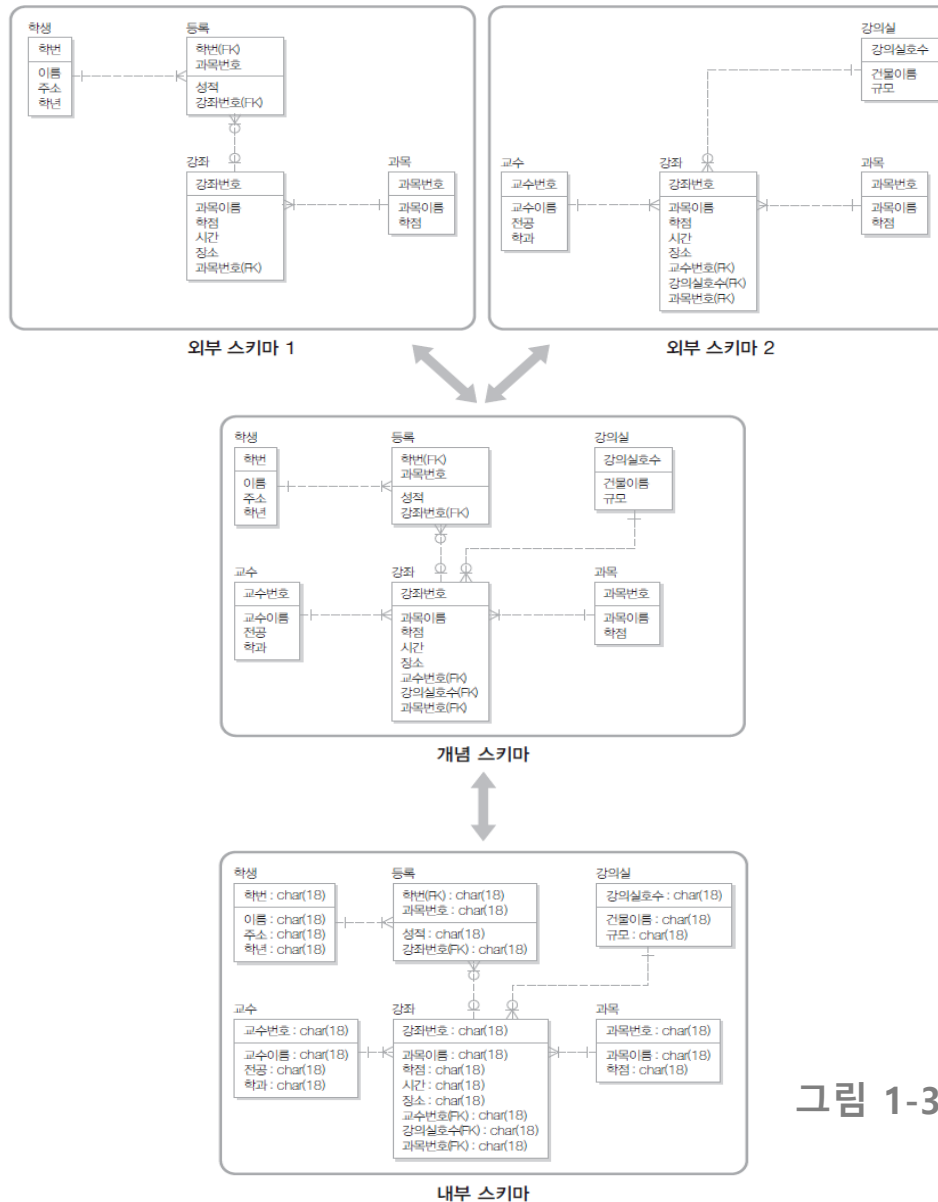 학생
학번
이름
주소
학년
등록
학번(FK)
과목번호
성적
강좌번호(FK)
강좌
강좌번호
과목이름
학점
시간
장소
과목번호(FK)
과목
과목번호
과목이름
학점
외부 스키마 1
강의실
강의실호수
건물이름
규모
교수
교수번호
교수이름
전공
학과
강좌
강좌번호
과목이름
학점
시간
장소
교수번호(FK)
강의실호수(FK)
과목번호(FK)
과목
과목번호
과목이름
학점
외부 스키마 2
학생
학번
이름
주소
학년
등록
학번(FK)
과목번호
성적
강좌번호(FK)
강의실
강의실호수
건물이름
규모
교수
교수번호
교수이름
전공
학과
강좌
강좌번호
과목이름
학점
시간
장소
교수번호(FK)
강의실호수(FK)
과목번호(FK)
과목
과목번호
과목이름
학점
개념 스키마
학생
학번 : char(18)
이름 : char(18)
주소 : char(18)
학년 : char(18)
등록
학번(FK) : char(18)
과목번호 : char(18)
성적 : char(18)
강좌번호(FK) : char(18)
강의실
강의실호수 : char(18)
건물이름 : char(18)
규모 : char(18)
교수
교수번호 : char(18)
교수이름 : char(18)
전공 : char(18)
학과 : char(18)
강좌
강좌번호 : char(18)
과목이름 : char(18)
학점 : char(18)
시간 : char(18)
장소 : char(18)
교수번호(FK) : char(18)
강의실호수(FK) : char(18)
과목번호(FK) : char(18)
과목
과목번호 : char(18)
과목이름 : char(18)
학점 : char(18)
내부 스키마
그림 1-3